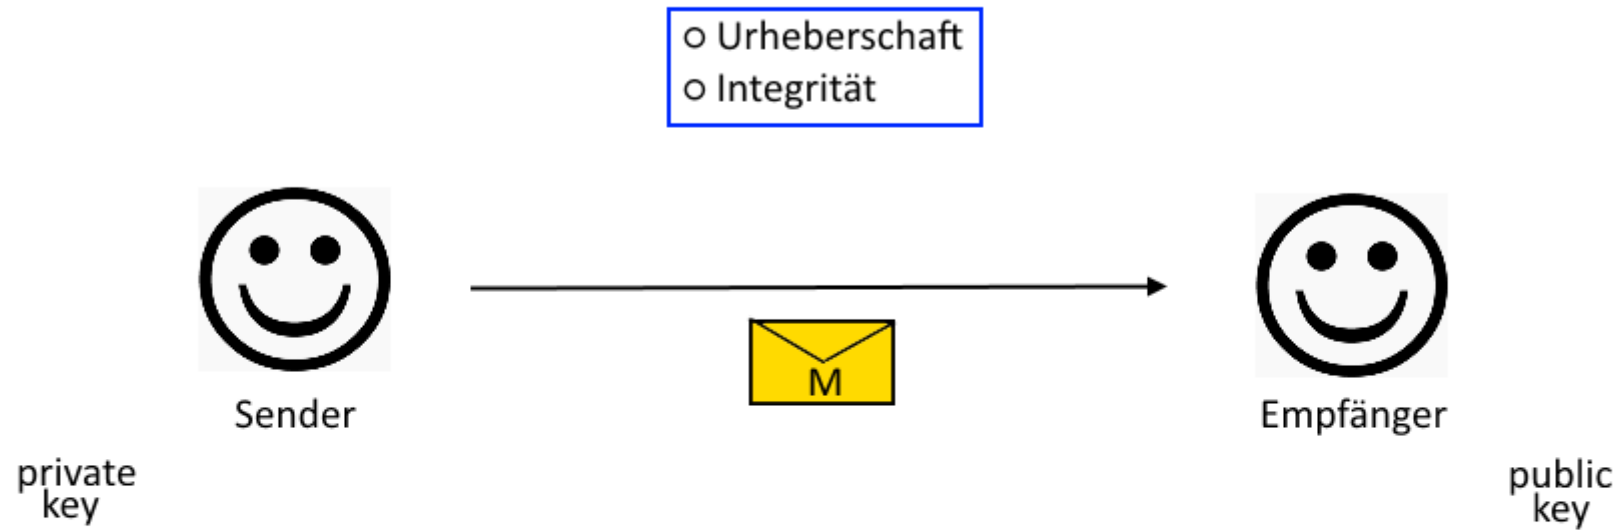 ○ Urheberschaft
○ Integrität
M
Sender
Empfänger
private
key
public
key